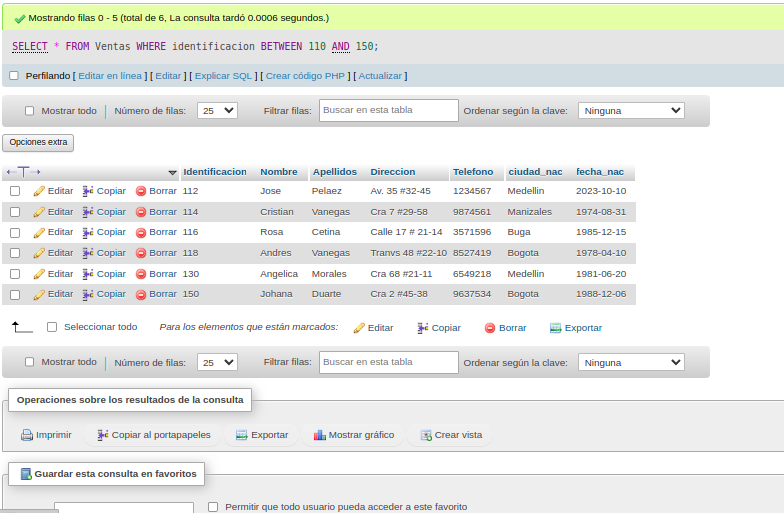 Mostrando filas 0 - 5 (total de 6, La consulta tardó 0.0006 segundos.)
SELECT * FROM Ventas WHERE identificacion BETWEEN 110 AND 150;
Perfilando [ Editar en línea ] [ Editar ] [ Explicar SQL ] [ Crear código PHP ] [ Actualizar ]
Mostrar todo Número de filas: 25 Filtrar filas: Buscar en esta tabla Ordenar según la clave: Ninguna
Opciones extra
←T→ Identificacion Nombre Apellidos Direccion Telefono ciudad_nac fecha_nac
Editar Copiar Borrar 112 Jose Pelaez Av. 35 #32-45 1234567 Medellin 2023-10-10
Editar Copiar Borrar 114 Cristian Vanegas Cra 7 #29-58 9874561 Manizales 1974-08-31
Editar Copiar Borrar 116 Rosa Cetina Calle 17 # 21-14 3571596 Buga 1985-12-15
Editar Copiar Borrar 118 Andres Vanegas Tranvs 48 #22-10 8527419 Bogota 1978-04-10
Editar Copiar Borrar 130 Angelica Morales Cra 68 #21-11 6549218 Medellin 1981-06-20
Editar Copiar Borrar 150 Johana Duarte Cra 2 #45-38 9637534 Bogota 1988-12-06
Seleccionar todo Para los elementos que están marcados: Editar Copiar Borrar Exportar
Mostrar todo Número de filas: 25 Filtrar filas: Buscar en esta tabla Ordenar según la clave: Ninguna
Operaciones sobre los resultados de la consulta
Imprimir Copiar al portapapeles Exportar Mostrar gráfico Crear vista
Guardar esta consulta en favoritos
Permitir que todo usuario pueda acceder a este favorito